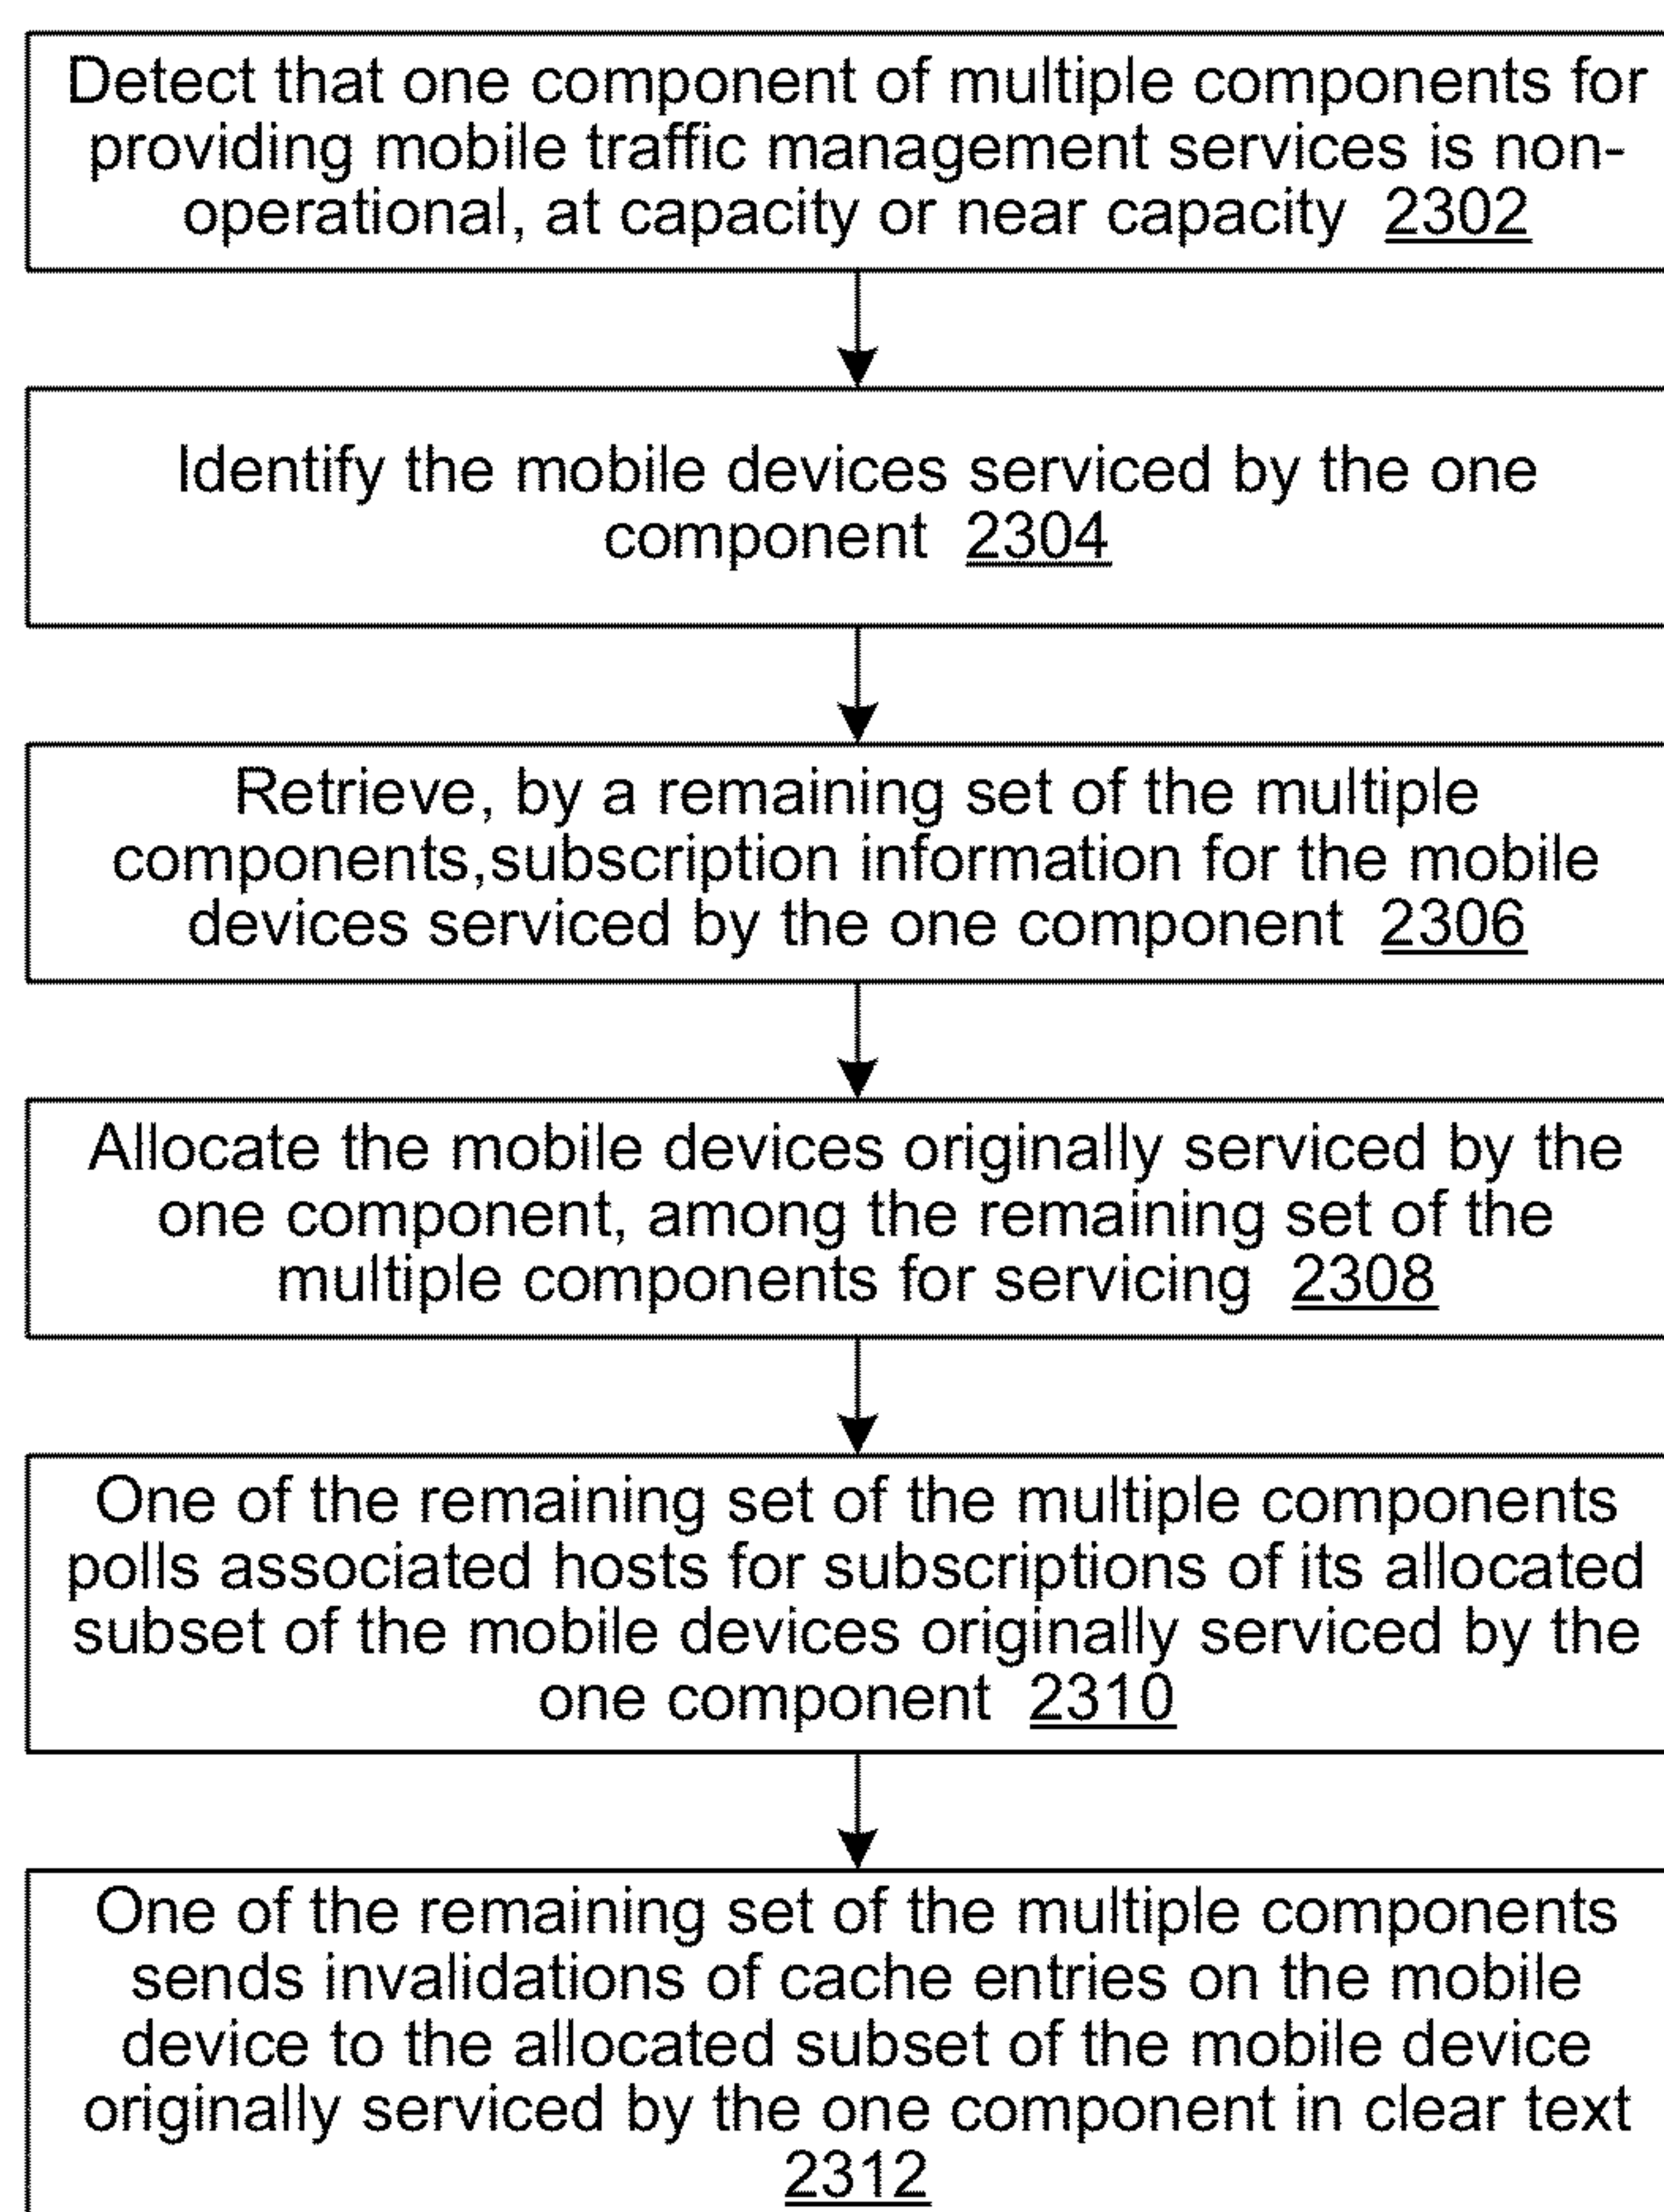 Detect that one component of multiple components for
providing mobile traffic management services is non-
operational, at capacity or near capacity 2302
Identify the mobile devices serviced by the one
component 2304
Retrieve, by a remaining set of the multiple
components,subscription information for the mobile
devices serviced by the one component 2306
Allocate the mobile devices originally serviced by the
one component, among the remaining set of the
multiple components for servicing 2308
One of the remaining set of the multiple components
polls associated hosts for subscriptions of its allocated
subset of the mobile devices originally serviced by the
one component 2310
One of the remaining set of the multiple components
sends invalidations of cache entries on the mobile
device to the allocated subset of the mobile device
originally serviced by the one component in clear text
2312